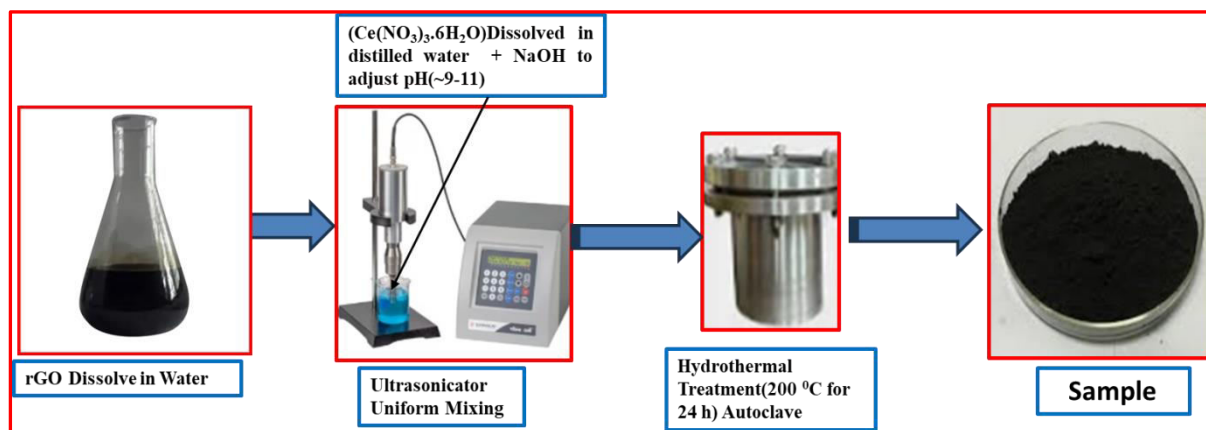 (Ce(NO₃)₃.6H₂O)Dissolved in
distilled water + NaOH to
adjust pH(~9-11)
rGO Dissolve in Water
Ultrasonicator
Uniform Mixing
Hydrothermal
Treatment(200 ⁰C for
24 h) Autoclave
Sample